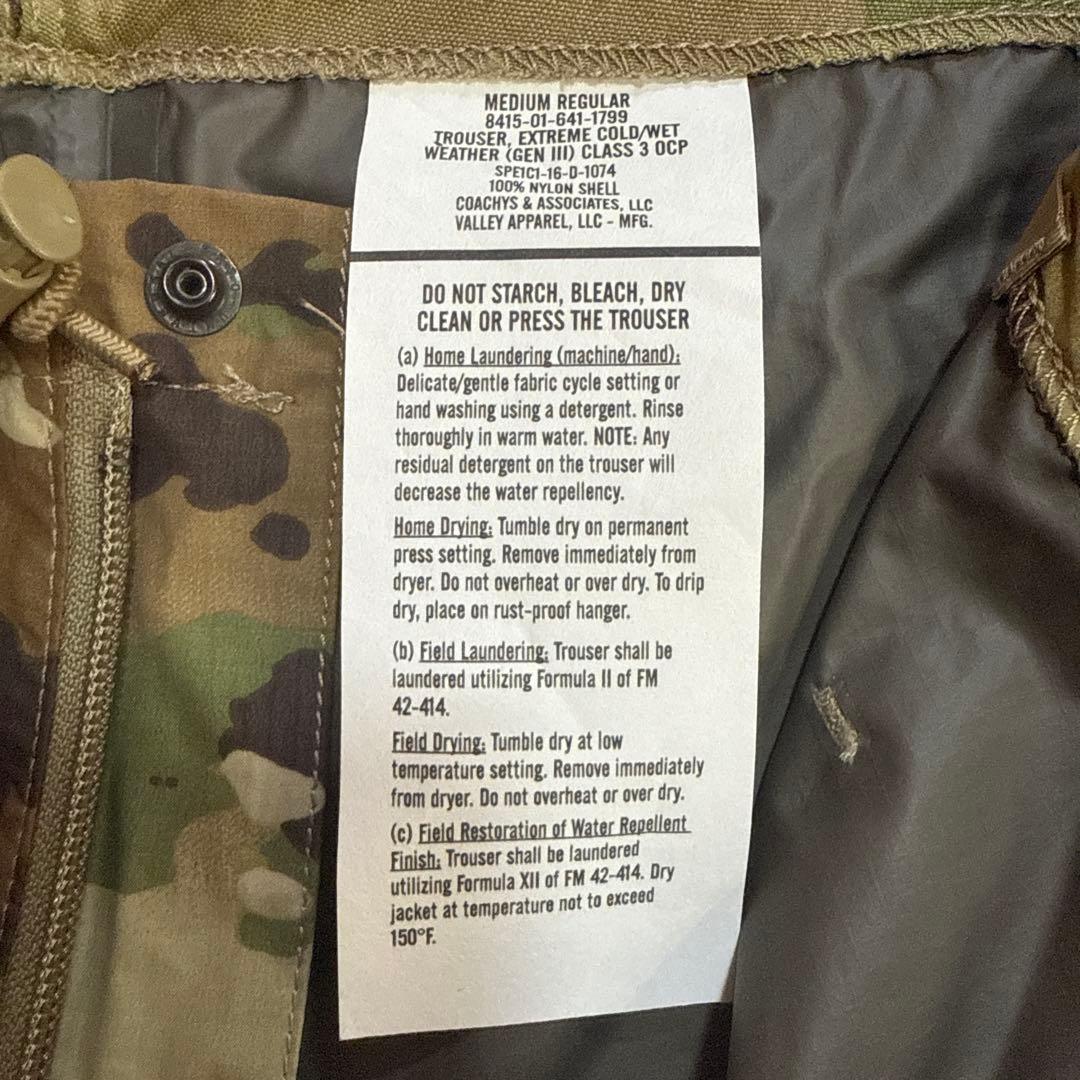 MEDIUM REGULAR
8415-01-641-1799
TROUSER, EXTREME COLD/WET
WEATHER (GEN III) CLASS 3 OCP
SPE1C1-16-D-1074
100% NYLON SHELL
COACHYS & ASSOCIATES, LLC
VALLEY APPAREL, LLC - MFG.
DO NOT STARCH, BLEACH, DRY
CLEAN OR PRESS THE TROUSER
(a) Home Laundering (machine/hand):
Delicate/gentle fabric cycle setting or
hand washing using a detergent. Rinse
thoroughly in warm water. NOTE: Any
residual detergent on the trouser will
decrease the water repellency.
Home Drying: Tumble dry on permanent
press setting. Remove immediately from
dryer. Do not overheat or over dry. To drip
dry, place on rust-proof hanger.
(b) Field Laundering: Trouser shall be
laundered utilizing Formula II of FM
42-414.
Field Drying: Tumble dry at low
temperature setting. Remove immediately
from dryer. Do not overheat or over dry.
(c) Field Restoration of Water Repellent
Finish: Trouser shall be laundered
utilizing Formula XII of FM 42-414. Dry
jacket at temperature not to exceed
150°F.